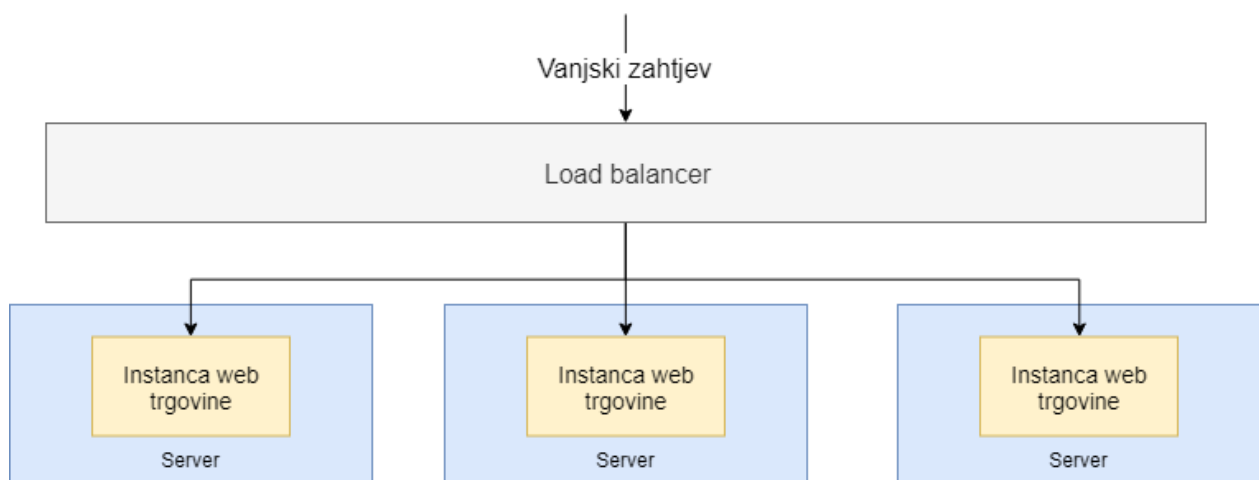 Vanjski zahtjev
Load balancer
Instanca web
trgovine
Server
Instanca web
trgovine
Server
Instanca web
trgovine
Server